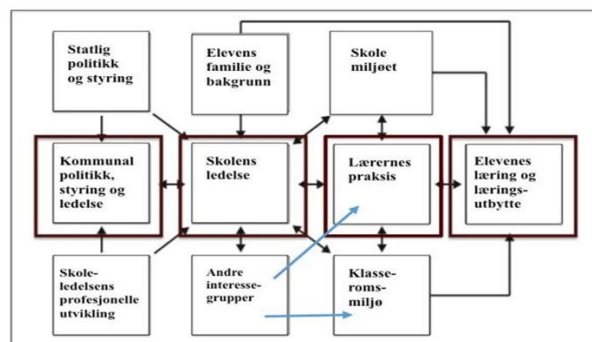 Statlig
politikk
og styring
Elevens
familie og
bakgrunn
Skole
miljøet
Kommunal
politikk,
styring og
ledelse
Skolens
ledelse
Lærernes
praksis
Elevenes
læring og
lærings-
utbytte
Skole-
ledelsens
profesjonelle
utvikling
Andre
interesse-
grupper
Klasse-
roms-
miljø